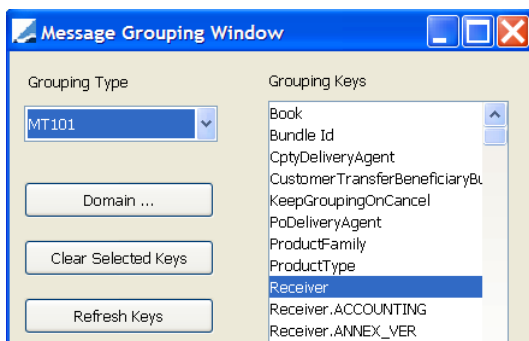 Message Grouping Window
Grouping Type
MT101
Domain ...
Clear Selected Keys
Refresh Keys
Grouping Keys
Book
Bundle Id
CptyDeliveryAgent
CustomerTransferBeneficiaryBu
KeepGroupingOnCancel
PoDeliveryAgent
ProductFamily
ProductType
Receiver
Receiver.ACCOUNTING
Receiver.ANNEX_VER